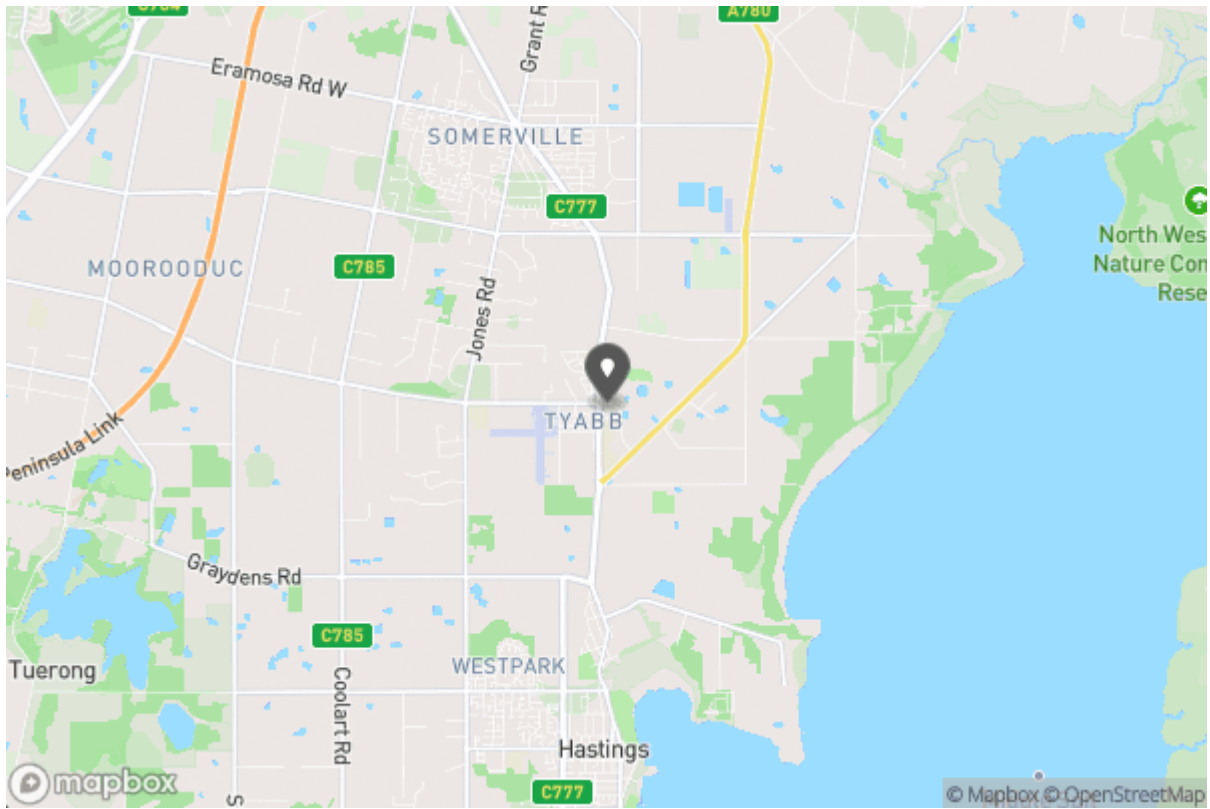 C784
A780
Grant R
Eramosa Rd W
SOMERVILLE
C777
North Wes
Nature Con
Rese
MOOROODUC
C785
Jones Rd
TYABB
Peninsula Link
Graydens Rd
C785
WESTPARK
Tuerong
Coolart Rd
Hastings
S
C777
mapbox
© Mapbox © OpenStreetMap